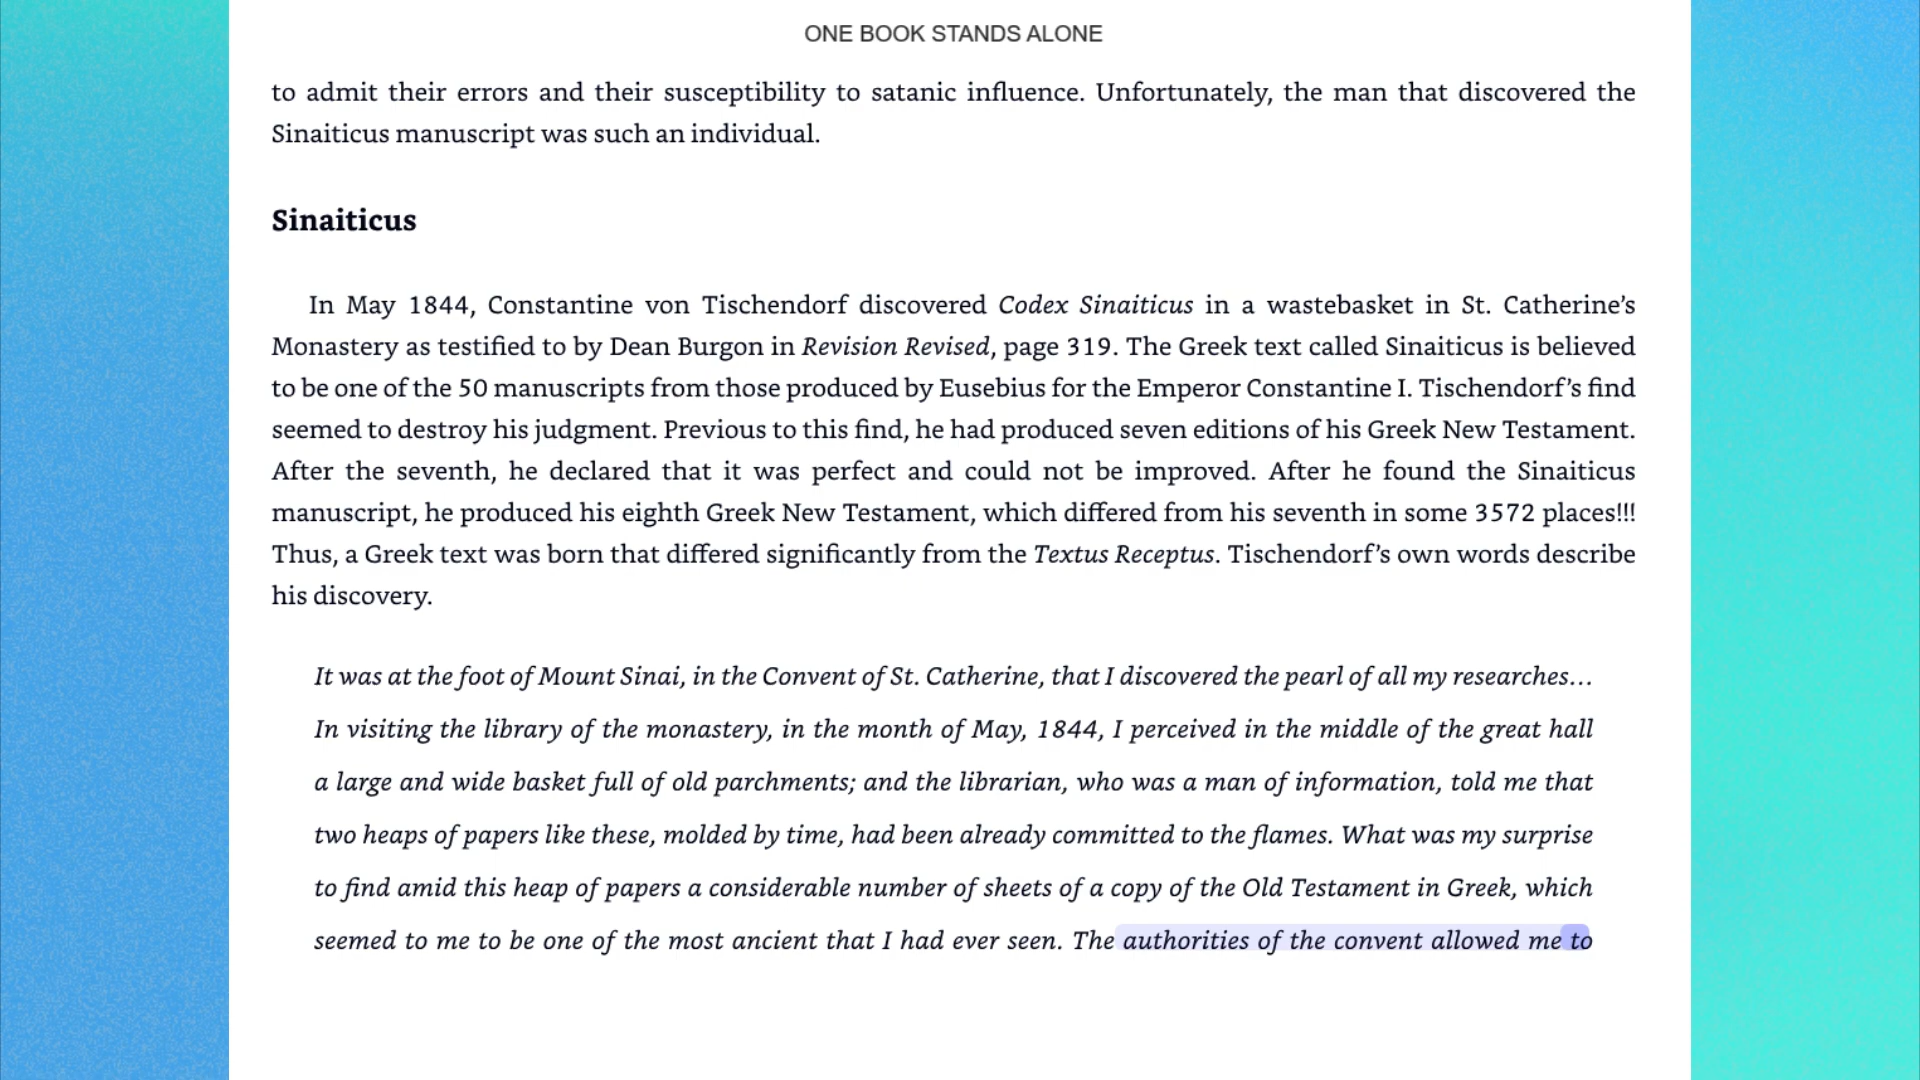 ONE BOOK STANDS ALONE
to admit their errors and their susceptibility to satanic influence. Unfortunately, the man that discovered the
Sinaiticus manuscript was such an individual.
Sinaiticus
In May 1844, Constantine von Tischendorf discovered Codex Sinaiticus in a wastebasket in St. Catherine’s
Monastery as testified to by Dean Burgon in Revision Revised, page 319. The Greek text called Sinaiticus is believed
to be one of the 50 manuscripts from those produced by Eusebius for the Emperor Constantine I. Tischendorf’s find
seemed to destroy his judgment. Previous to this find, he had produced seven editions of his Greek New Testament.
After the seventh, he declared that it was perfect and could not be improved. After he found the Sinaiticus
manuscript, he produced his eighth Greek New Testament, which differed from his seventh in some 3572 places!!!
Thus, a Greek text was born that differed significantly from the Textus Receptus. Tischendorf’s own words describe
his discovery.
It was at the foot of Mount Sinai, in the Convent of St. Catherine, that I discovered the pearl of all my researches…
In visiting the library of the monastery, in the month of May, 1844, I perceived in the middle of the great hall
a large and wide basket full of old parchments; and the librarian, who was a man of information, told me that
two heaps of papers like these, molded by time, had been already committed to the flames. What was my surprise
to find amid this heap of papers a considerable number of sheets of a copy of the Old Testament in Greek, which
seemed to me to be one of the most ancient that I had ever seen. The authorities of the convent allowed me to